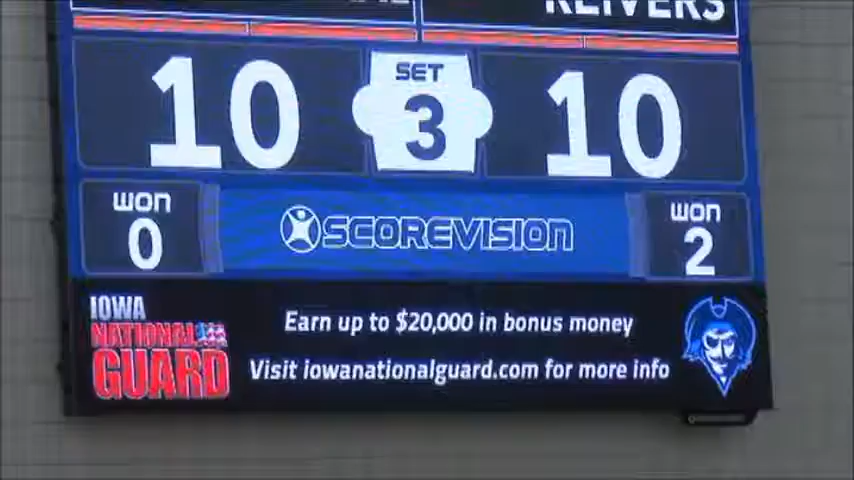 REIVERS
10 SET 3 10
WON 0 SCOREVISION WON 2
IOWA NATIONAL GUARD
Earn up to $20,000 in bonus money
Visit iowanationalguard.com for more info